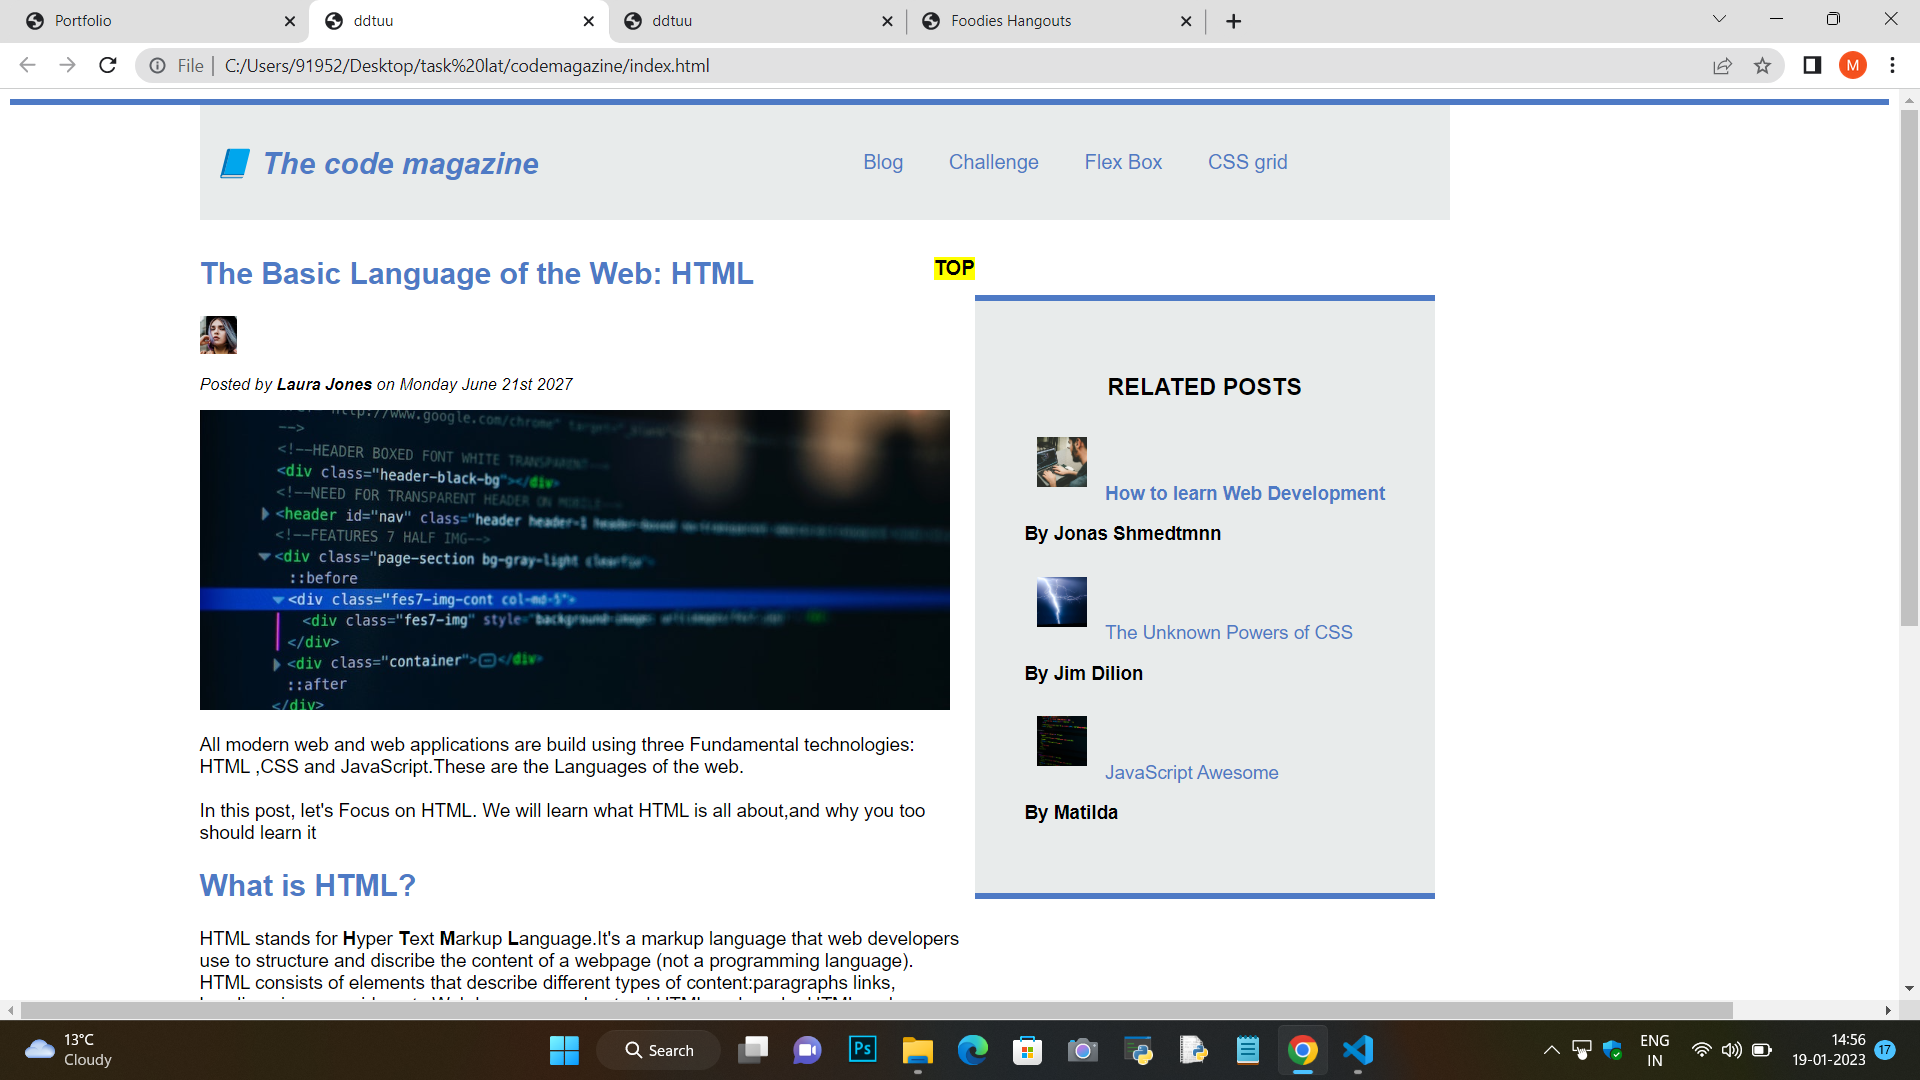 Portfolio
ddtuu
ddtuu
Foodies Hangouts
File
C:/Users/91952/Desktop/task%20lat/codemagazine/index.html
M
The code magazine
Blog
Challenge
Flex Box
CSS grid
The Basic Language of the Web: HTML
TOP
Posted by Laura Jones on Monday June 21st 2027
http://www.google.com/chrome"
-->
<!--HEADER BOXED FONT WHITE TRANSPARENT--->
<div class="header-black-bg"></div>
<!--NEED FOR TRANSPARENT HEADER ON MOBILE--->
<header id="nav" class="header header-1
<!--FEATURES 7 HALF IMG-->
<div class="page-section bg-gray-light clearfix">
::before
<div class="fes7-img-cont col-md-5">
<div class="fes7-img" style="background-image:
</div>
<div class="container"></div>
::after
</div>
All modern web and web applications are build using three Fundamental technologies:
HTML ,CSS and JavaScript.These are the Languages of the web.
In this post, let's Focus on HTML. We will learn what HTML is all about,and why you too
should learn it
What is HTML?
HTML stands for Hyper Text Markup Language.It's a markup language that web developers
use to structure and discribe the content of a webpage (not a programming language).
HTML consists of elements that describe different types of content:paragraphs links,
RELATED POSTS
How to learn Web Development
By Jonas Shmedtmnn
The Unknown Powers of CSS
By Jim Dilion
JavaScript Awesome
By Matilda
13°C
Cloudy
Search
Ps
ENG
IN
14:56
19-01-2023
17